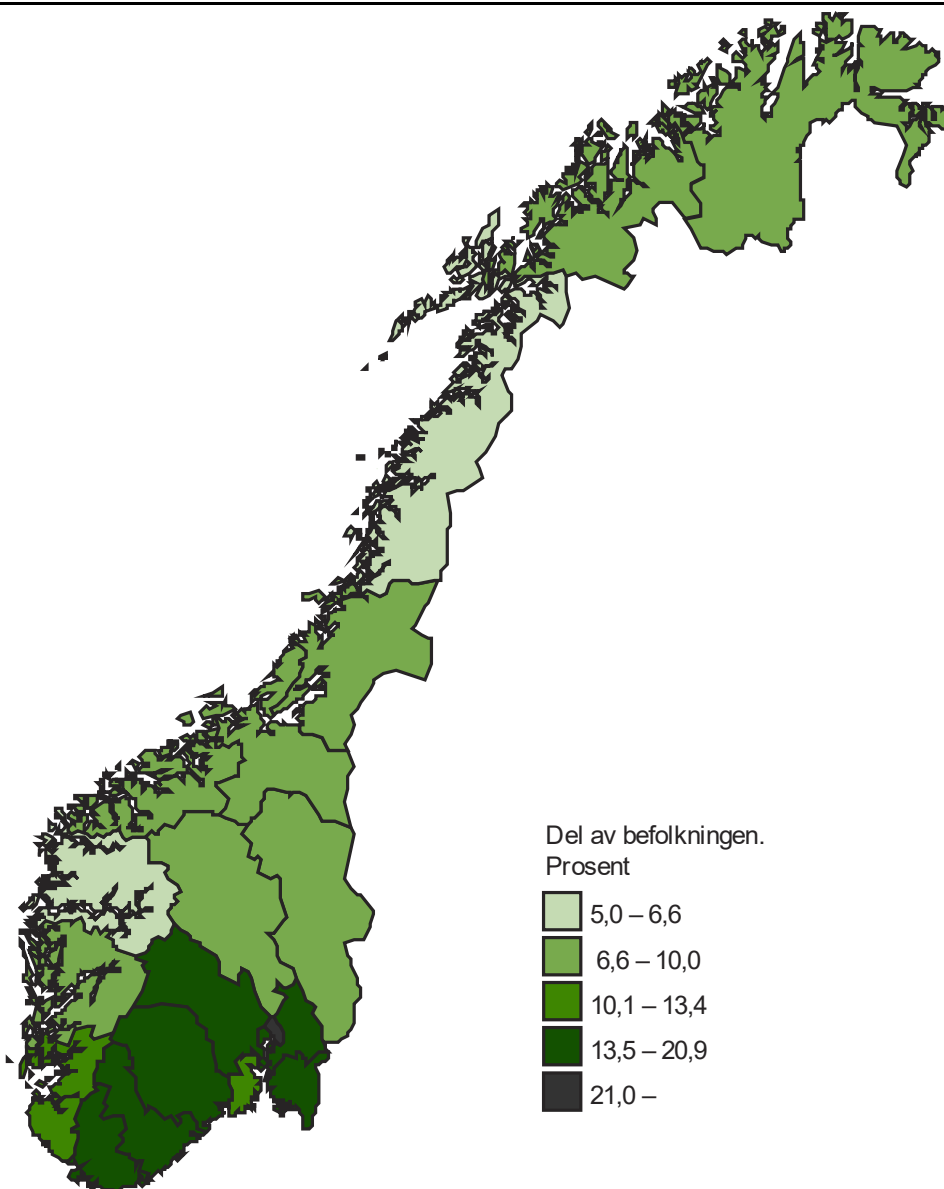 Del av befolkningen.
Prosent
5,0 – 6,6
6,6 – 10,0
10,1 – 13,4
13,5 – 20,9
21,0 –